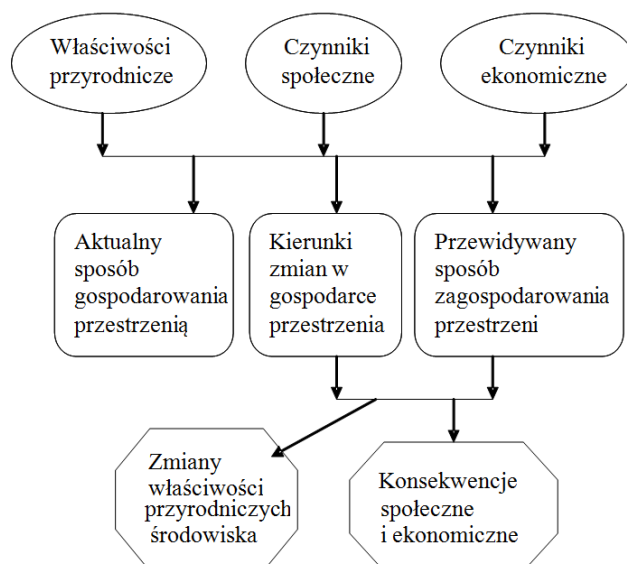 Właściwości
przyrodnicze
Czynniki
społeczne
Czynniki
ekonomiczne
Aktualny
sposób
gospodarowania
przestrzenią
Kierunki
zmian w
gospodarce
przestrzenia
Przewidywany
sposób
zagospodarowania
przestrzeni
Zmiany
właściwości
przyrodniczych
środowiska
Konsekwencje
społeczne
i ekonomiczne